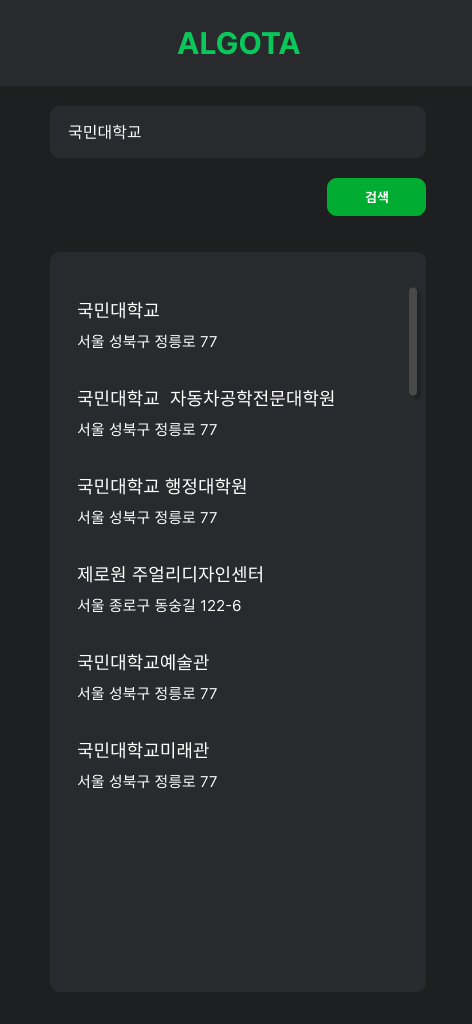 ALGOTA
국민대학교
검색
국민대학교
서울 성북구 정릉로 77
국민대학교  자동차공학전문대학원
서울 성북구 정릉로 77
국민대학교 행정대학원
서울 성북구 정릉로 77
제로원 주얼리디자인센터
서울 종로구 동숭길 122-6
국민대학교예술관
서울 성북구 정릉로 77
국민대학교미래관
서울 성북구 정릉로 77